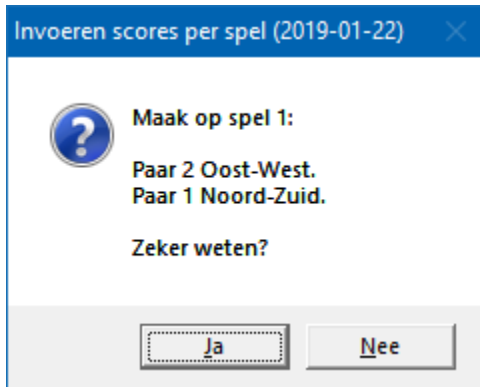 Invoeren scores per spel (2019-01-22)
Maak op spel 1:
Paar 2 Oost-West.
Paar 1 Noord-Zuid.
Zeker weten?
Ja
Nee